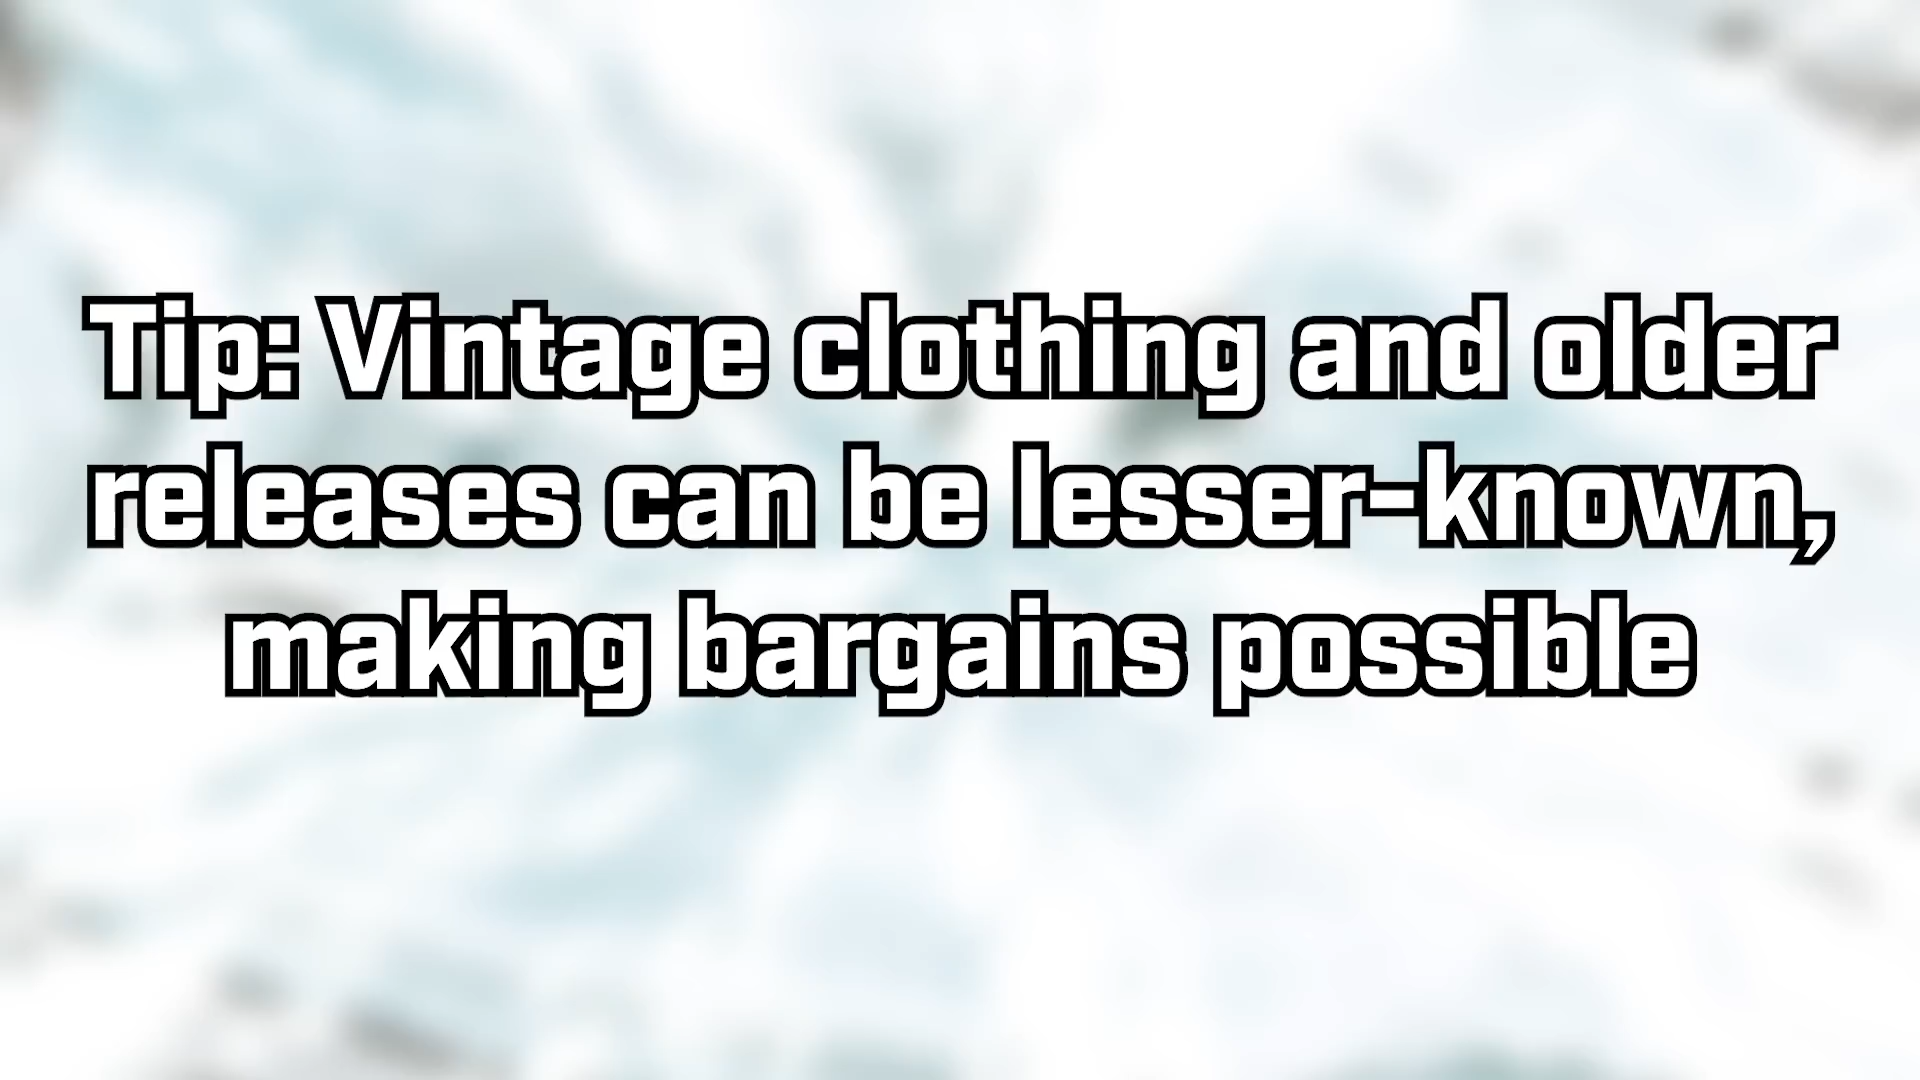 Tip: Vintage clothing and older
releases can be lesser-known,
making bargains possible